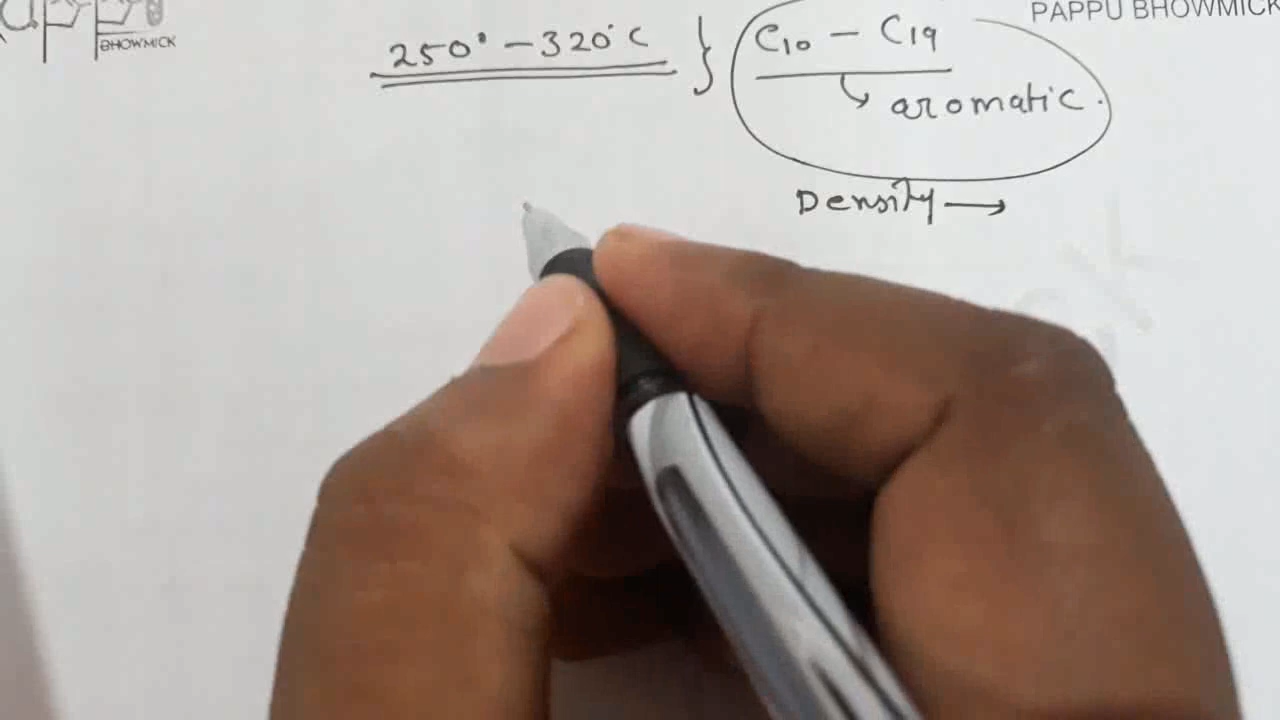 PAPPU BHOWMICK
BHOWMICK
250° - 320°C } C10 - C19
aromatic.
Density →